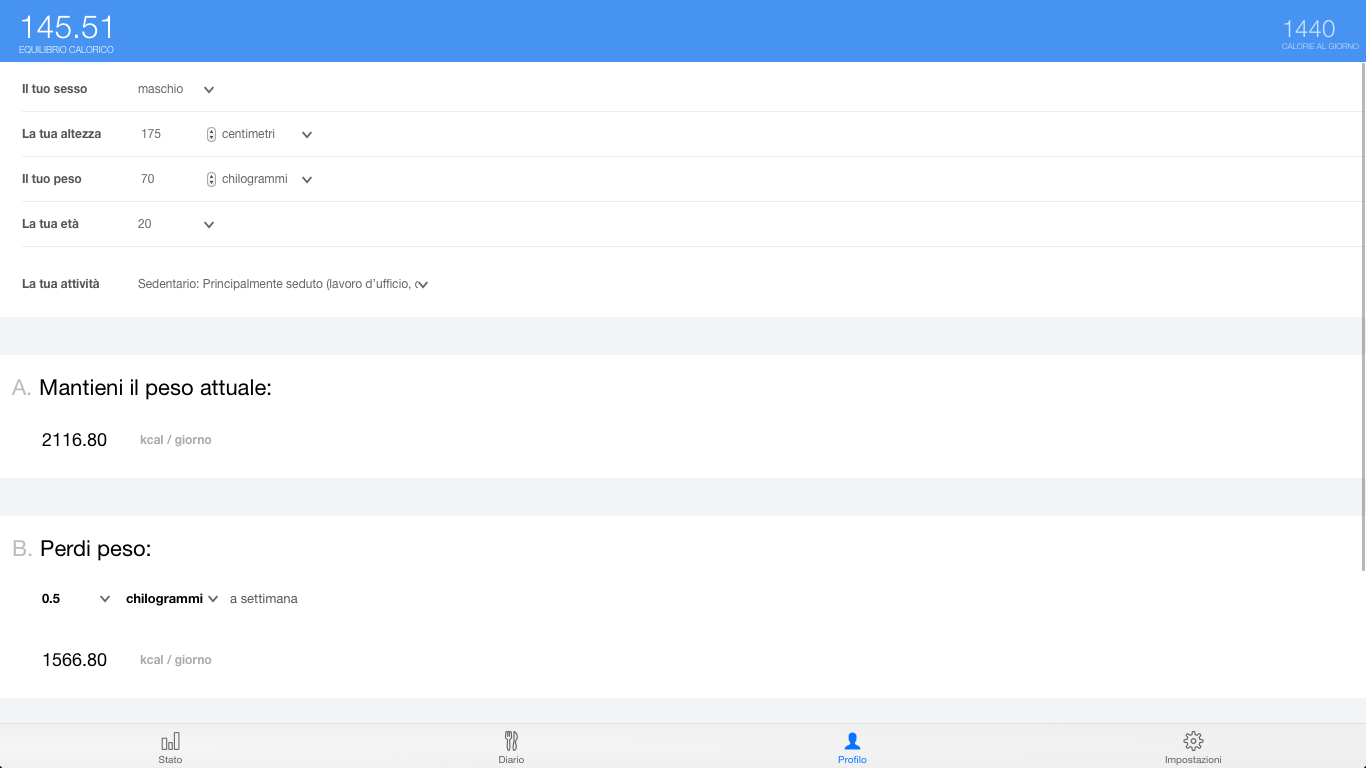 145.51
EQUILIBRIO CALORICO
1440
CALORIE AL GIORNO
Il tuo sesso maschio
La tua altezza 175 centimetri
Il tuo peso 70 chilogrammi
La tua età 20
La tua attività Sedentario: Principalmente seduto (lavoro d'ufficio,
A. Mantieni il peso attuale:
2116.80 kcal / giorno
B. Perdi peso:
0.5 chilogrammi a settimana
1566.80 kcal / giorno
Stato Diario Profilo Impostazioni